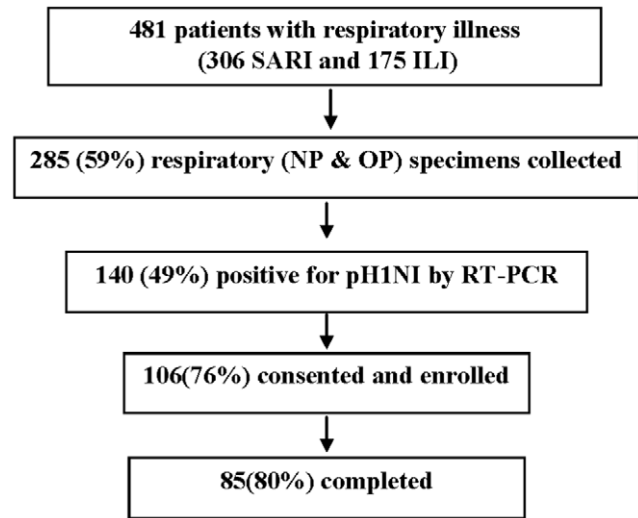 481 patients with respiratory illness
(306 SARI and 175 ILI)
285 (59%) respiratory (NP & OP) specimens collected
140 (49%) positive for pH1NI by RT-PCR
106(76%) consented and enrolled
85(80%) completed